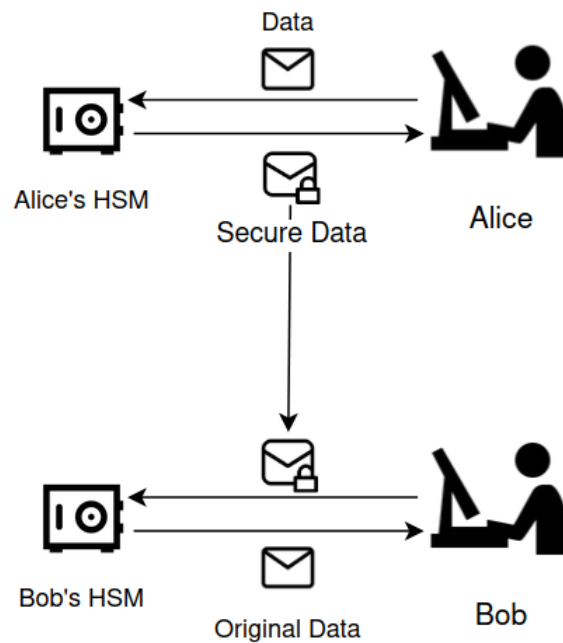 Data
Alice's HSM
Alice
Secure Data
Bob's HSM
Bob
Original Data